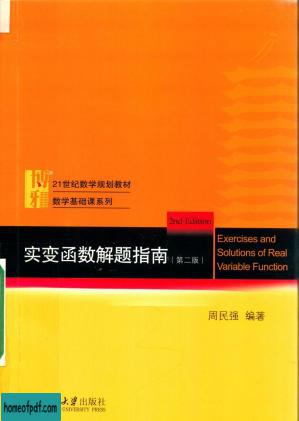 博雅
21世纪数学规划教材
数学基础课系列
2nd Edition
实变函数解题指南（第二版）
Exercises and
Solutions of Real
Variable Function
周民强 编著
大学出版社
UNIVERSITY PRESS
homeofpdf.com